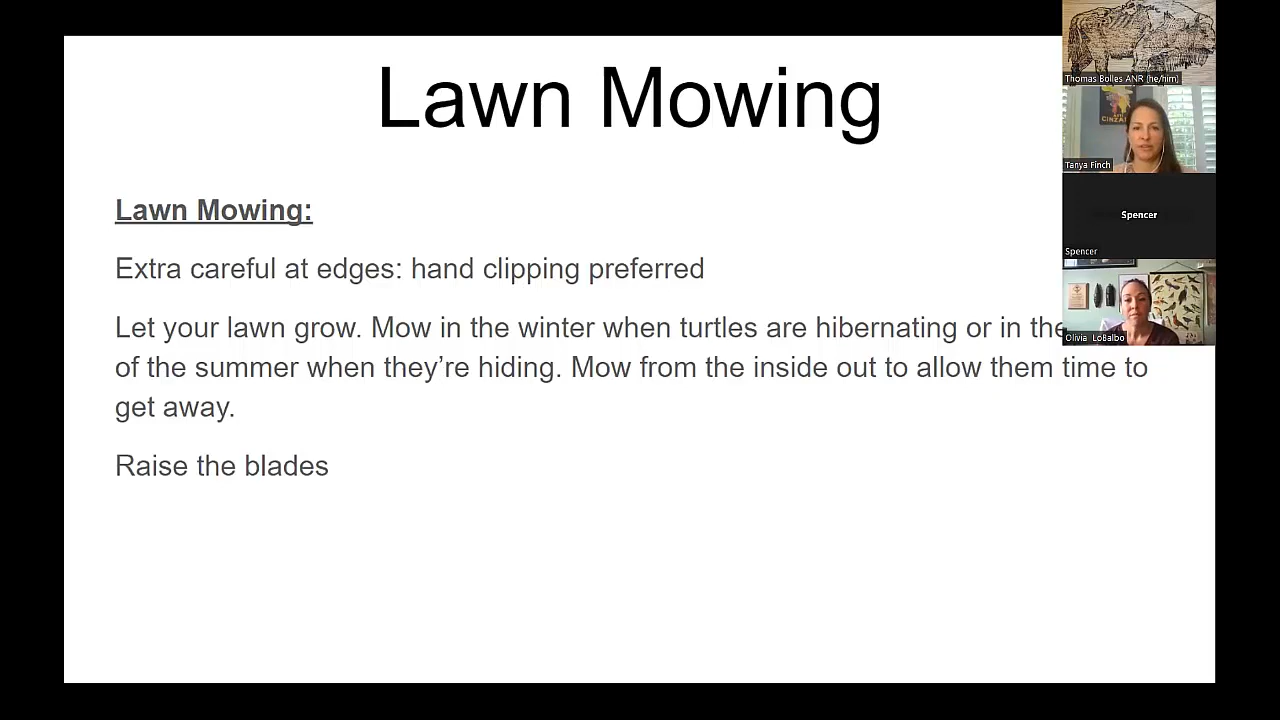 Lawn Mowing
Lawn Mowing:
Extra careful at edges: hand clipping preferred
Let your lawn grow. Mow in the winter when turtles are hibernating or in the
of the summer when they’re hiding. Mow from the inside out to allow them time to
get away.
Raise the blades
Thomas Bolles ANR (he/him)
CINZA
Tanya Finch
Spencer
Spencer
Olivia LoBalbo